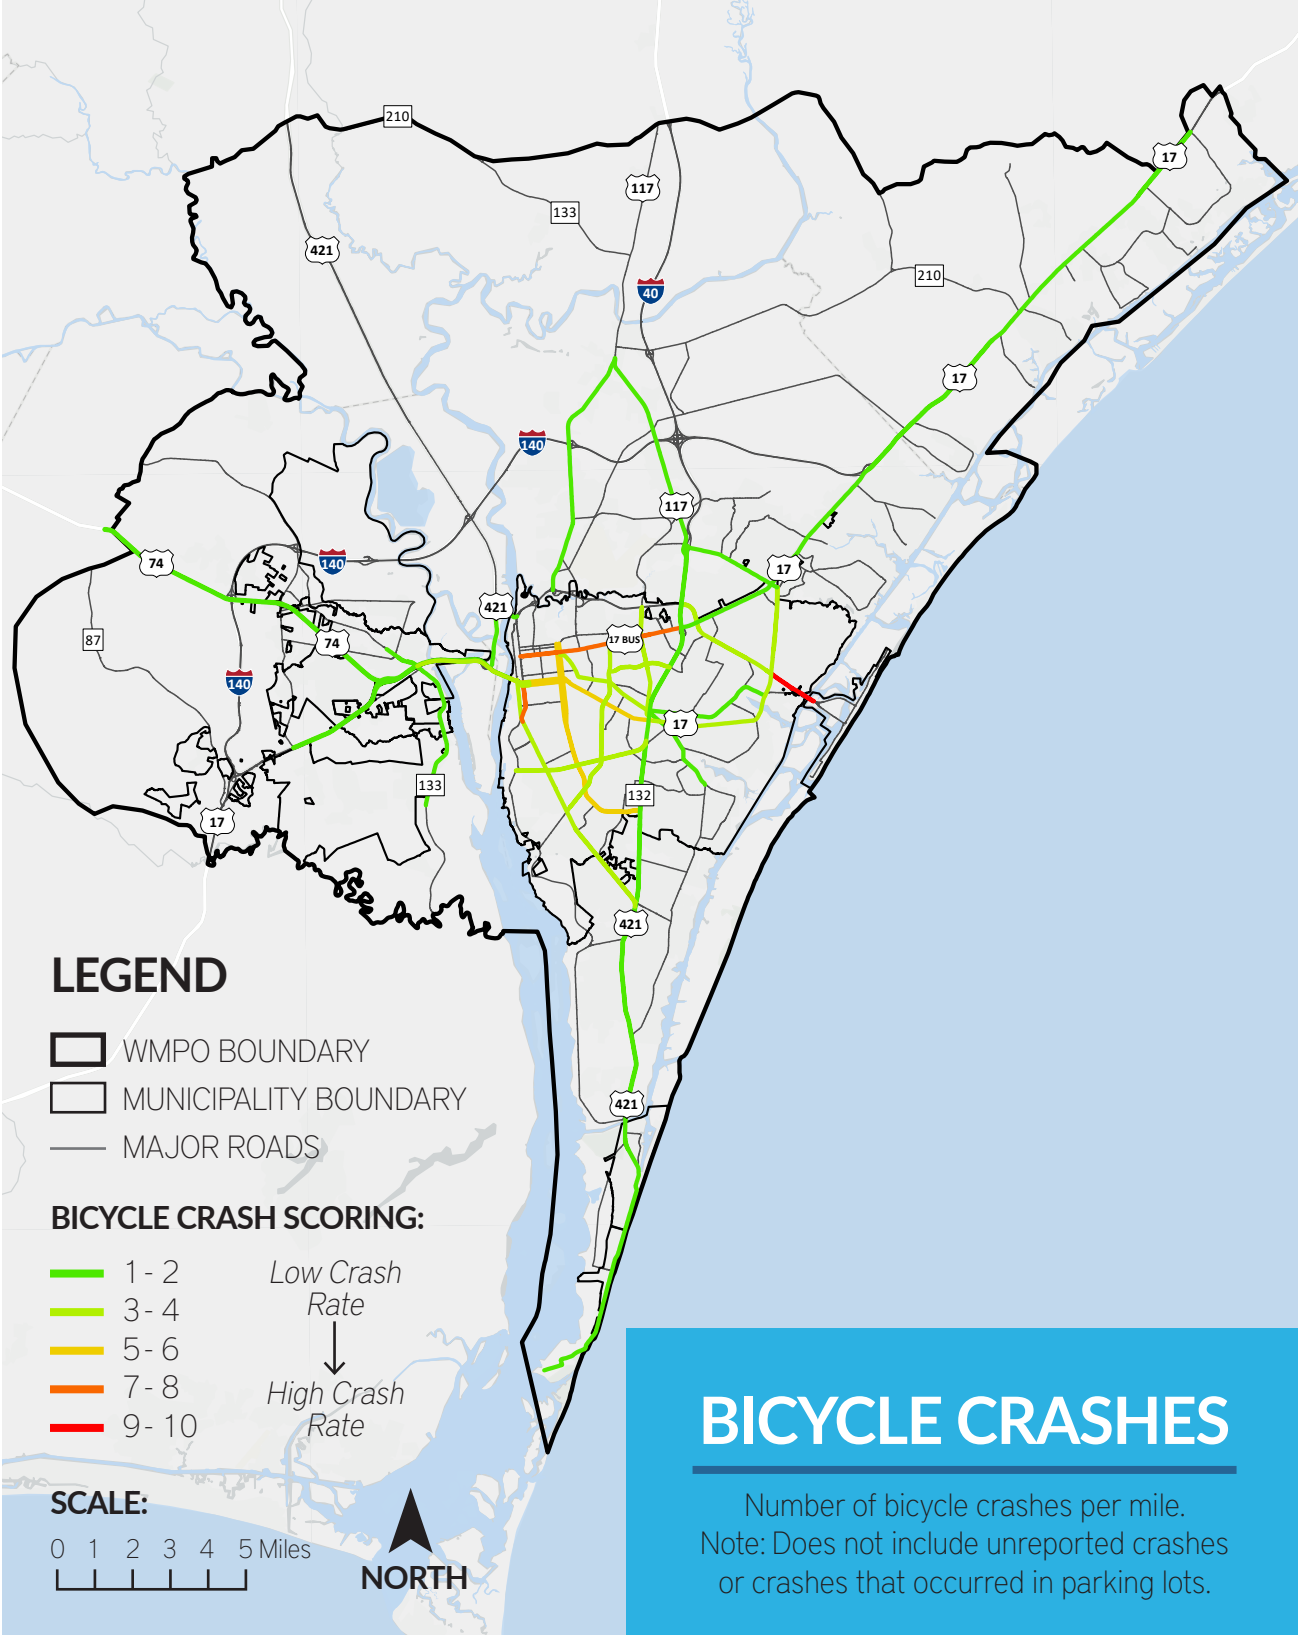 210
17
117
133
421
210
40
17
140
117
74
140
17
421
87
74
17 BUS
140
17
133
132
17
421
421
LEGEND
WMPO BOUNDARY
MUNICIPALITY BOUNDARY
MAJOR ROADS
BICYCLE CRASH SCORING:
1 - 2
3 - 4
5 - 6
7 - 8
9 - 10
Low Crash
Rate
High Crash
Rate
SCALE:
0 1 2 3 4 5 Miles
NORTH
BICYCLE CRASHES
Number of bicycle crashes per mile.
Note: Does not include unreported crashes
or crashes that occurred in parking lots.